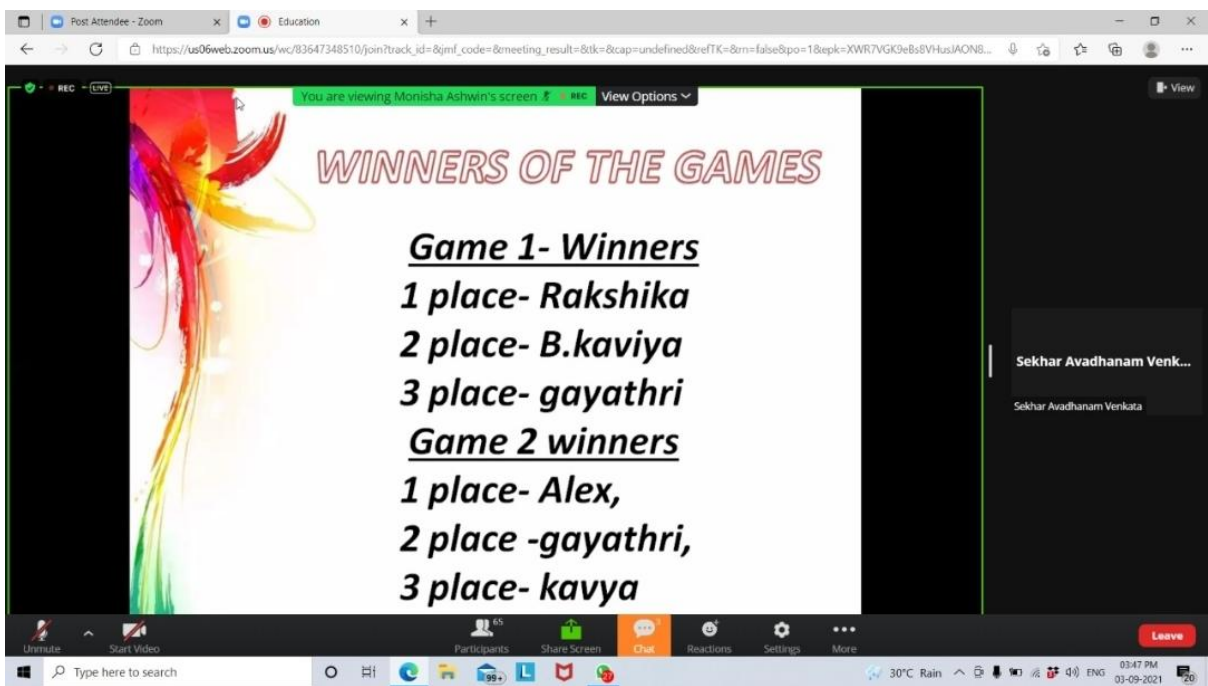 Post Attendee - Zoom
Education
https://us06web.zoom.us/wc/83647348510/join?track_id=&jmf_code=&meeting_result=&tk=&cap=undefined&refTK=&rn=false&po=1&epk=XWR7VGK9eBs8VHusJAON8...
REC LIVE
You are viewing Monisha Ashwin's screen REC View Options
View
WINNERS OF THE GAMES
Game 1- Winners
1 place- Rakshika
2 place- B.kaviya
3 place- gayathri
Game 2 winners
1 place- Alex,
2 place -gayathri,
3 place- kavya
Sekhar Avadhanam Venk...
Sekhar Avadhanam Venkata
Unmute
Start Video
65
Participants
Share Screen
3
Chat
Reactions
Settings
More
Leave
Type here to search
99+
L
30°C Rain
ENG
03:47 PM
03-09-2021
20